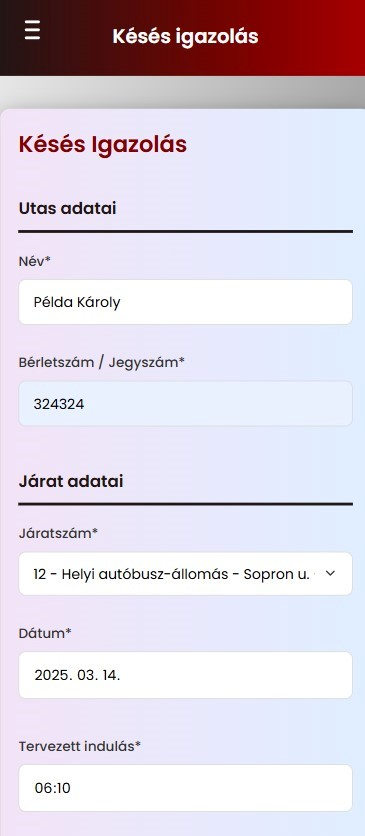 Késés igazolás
Késés Igazolás
Utas adatai
Név*
Példa Károly
Bérletszám / Jegyszám*
324324
Járat adatai
Járatszám*
12 - Helyi autóbusz-állomás - Sopron u.
Dátum*
2025. 03. 14.
Tervezett indulás*
06:10